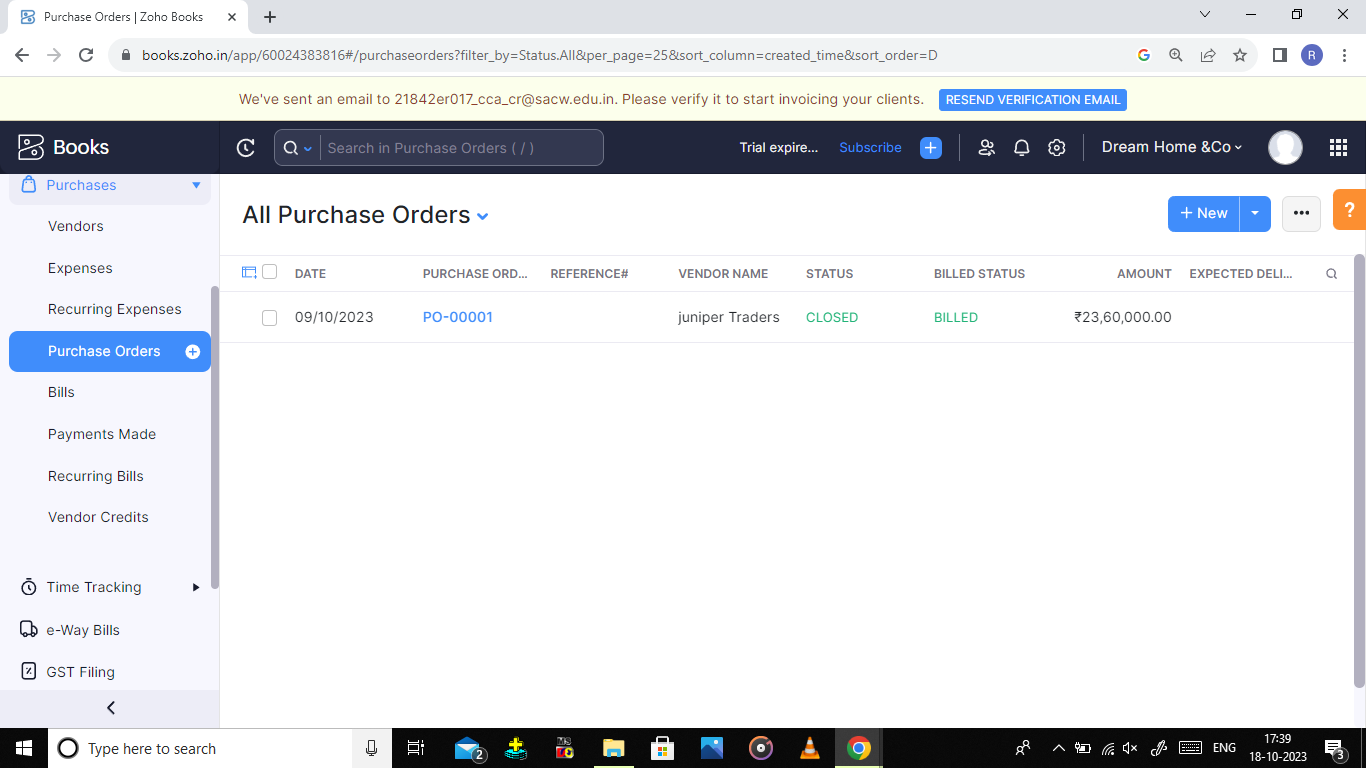 Purchase Orders | Zoho Books
books.zoho.in/app/60024383816#/purchaseorders?filter_by=Status.All&per_page=25&sort_column=created_time&sort_order=D
R
We've sent an email to 21842er017_cca_cr@sacw.edu.in. Please verify it to start invoicing your clients. RESEND VERIFICATION EMAIL
Books
Search in Purchase Orders ( / )
Trial expire... Subscribe
Dream Home &Co
Purchases
Vendors
Expenses
Recurring Expenses
Purchase Orders
Bills
Payments Made
Recurring Bills
Vendor Credits
Time Tracking
e-Way Bills
GST Filing
All Purchase Orders
+ New
?
DATE PURCHASE ORD... REFERENCE# VENDOR NAME STATUS BILLED STATUS AMOUNT EXPECTED DELI...
09/10/2023 PO-00001 juniper Traders CLOSED BILLED ₹23,60,000.00
Type here to search
2
ENG
17:39
18-10-2023
3